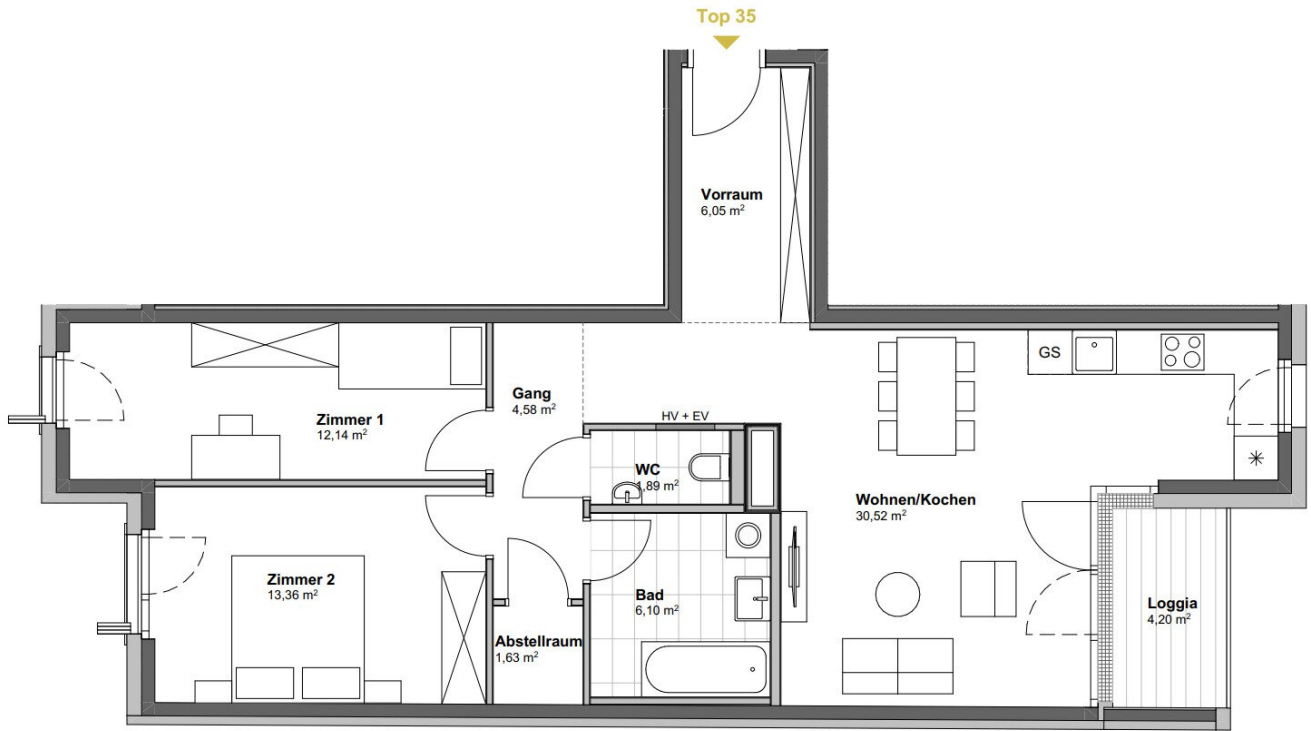 Top 35
Vorraum
6,05 m²
Gang
4,58 m²
Zimmer 1
12,14 m²
HV + EV
WC
1,89 m²
GS
Wohnen/Kochen
30,52 m²
Zimmer 2
13,36 m²
Bad
6,10 m²
Abstellraum
1,63 m²
Loggia
4,20 m²